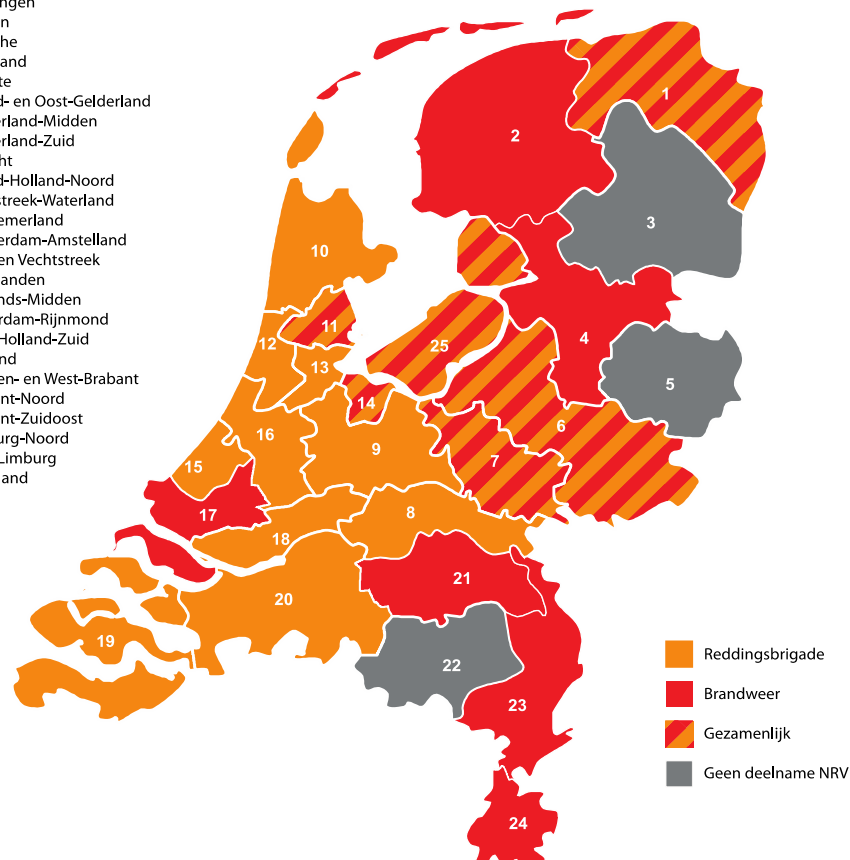 ngen
n
he
and
te
d- en Oost-Gelderland
erland-Midden
erland-Zuid
ht
d-Holland-Noord
streek-Waterland
emerland
erdam-Amstelland
en Vechtstreek
anden
nds-Midden
rdam-Rijnmond
Holland-Zuid
nd
en- en West-Brabant
nt-Noord
nt-Zuidoost
urg-Noord
Limburg
and
1
2
3
10
11
12
13
25
4
5
14
6
16
9
7
15
17
8
18
21
20
19
22
23
24
Reddingsbrigade
Brandweer
Gezamenlijk
Geen deelname NRV